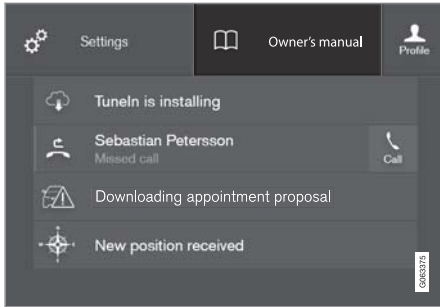 Settings
Owner's manual
Profile
TuneIn is installing
Sebastian Petersson
Missed call
Call
Downloading appointment proposal
New position received
G063375